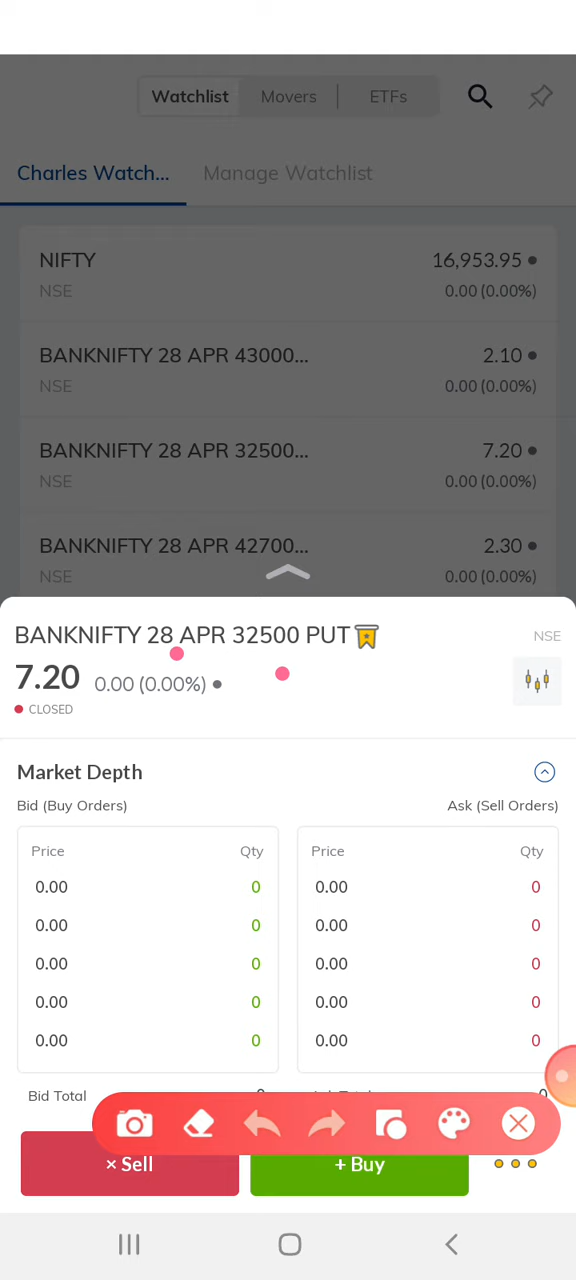 Watchlist Movers ETFs
Charles Watch... Manage Watchlist
NIFTY 16,953.95
NSE 0.00 (0.00%)
BANKNIFTY 28 APR 43000... 2.10
NSE 0.00 (0.00%)
BANKNIFTY 28 APR 32500... 7.20
NSE 0.00 (0.00%)
BANKNIFTY 28 APR 42700... 2.30
NSE 0.00 (0.00%)
BANKNIFTY 28 APR 32500 PUT NSE
7.20 0.00 (0.00%)
CLOSED
Market Depth
Bid (Buy Orders) Ask (Sell Orders)
Price Qty Price Qty
0.00 0 0.00 0
0.00 0 0.00 0
0.00 0 0.00 0
0.00 0 0.00 0
0.00 0 0.00 0
Bid Total
× Sell + Buy